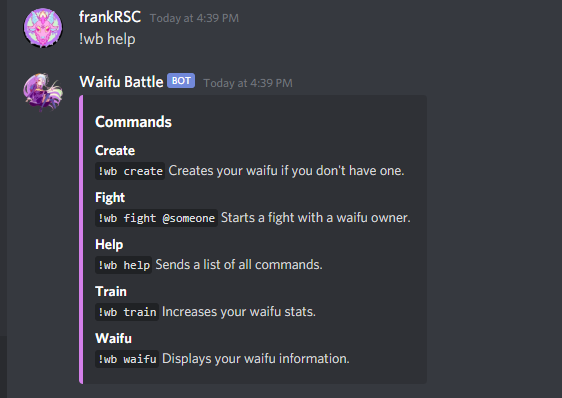 frankRSC Today at 4:39 PM
!wb help
Waifu Battle BOT Today at 4:39 PM
Commands
Create
!wb create Creates your waifu if you don't have one.
Fight
!wb fight @someone Starts a fight with a waifu owner.
Help
!wb help Sends a list of all commands.
Train
!wb train Increases your waifu stats.
Waifu
!wb waifu Displays your waifu information.